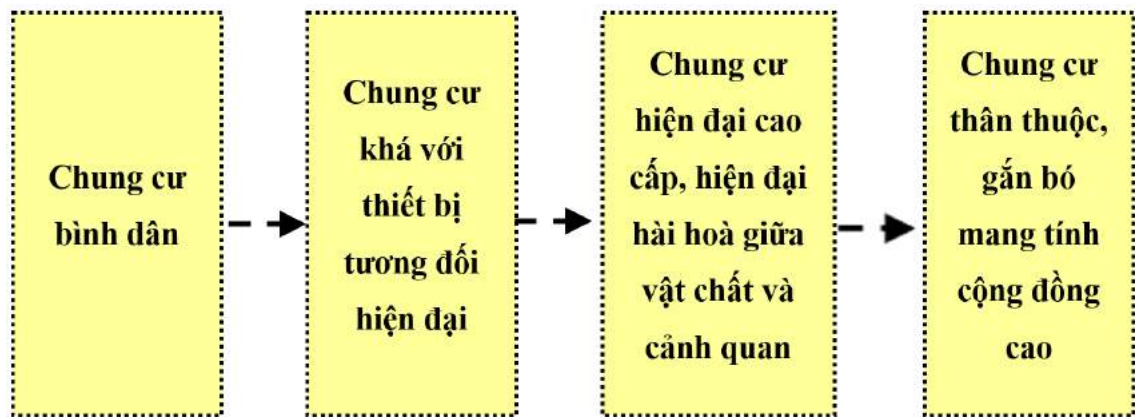 Chung cư
bình dân
Chung cư
khá với
thiết bị
tương đối
hiện đại
Chung cư
hiện đại cao
cấp, hiện đại
hài hoà giữa
vật chất và
cảnh quan
Chung cư
thân thuộc,
gắn bó
mang tính
cộng đồng
cao